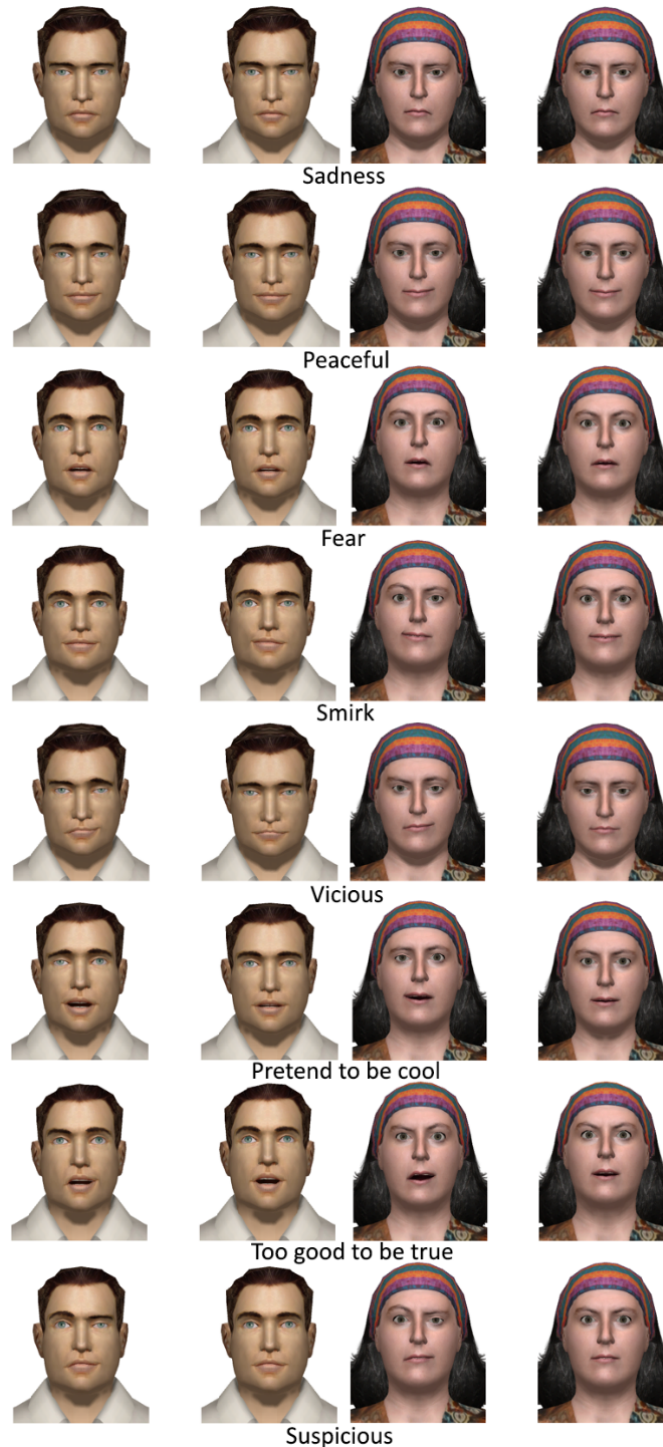 Sadness
Peaceful
Fear
Smirk
Vicious
Pretend to be cool
Too good to be true
Suspicious